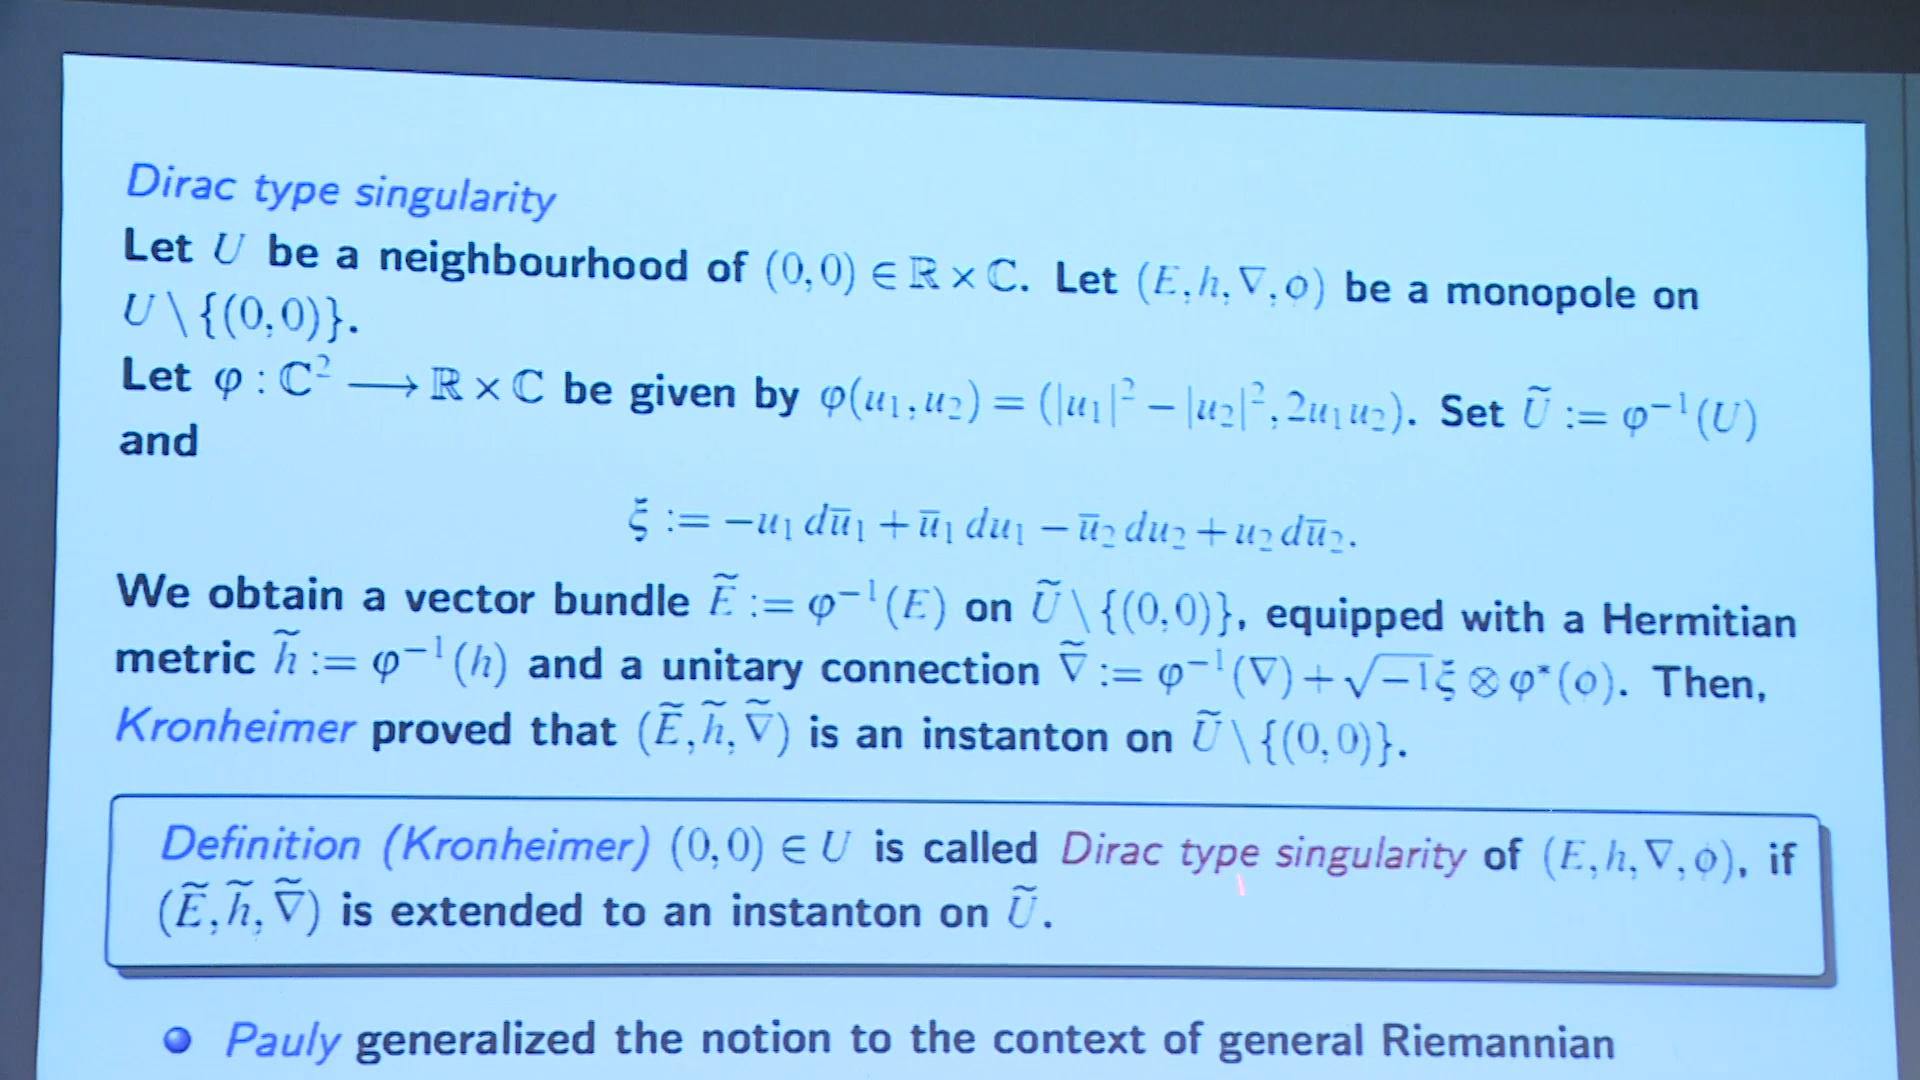 Dirac type singularity
Let U be a neighbourhood of (0,0) ∈ ℝ × ℂ. Let (E, h, ∇, ϕ) be a monopole on
U \ {(0,0)}.
Let φ : ℂ² ⟶ ℝ × ℂ be given by φ(u₁, u₂) = (|u₁|² − |u₂|², 2u₁u₂). Set Ũ := φ⁻¹(U)
and
ξ := −u₁ dū₁ + ū₁ du₁ − ū₂ du₂ + u₂ dū₂.
We obtain a vector bundle Ẽ := φ⁻¹(E) on Ũ \ {(0,0)}, equipped with a Hermitian
metric h̃ := φ⁻¹(h) and a unitary connection ∇̃ := φ⁻¹(∇) + √−1ξ ⊗ φ*(ϕ). Then,
Kronheimer proved that (Ẽ, h̃, ∇̃) is an instanton on Ũ \ {(0,0)}.
Definition (Kronheimer) (0,0) ∈ U is called Dirac type singularity of (E, h, ∇, ϕ), if
(Ẽ, h̃, ∇̃) is extended to an instanton on Ũ.
● Pauly generalized the notion to the context of general Riemannian